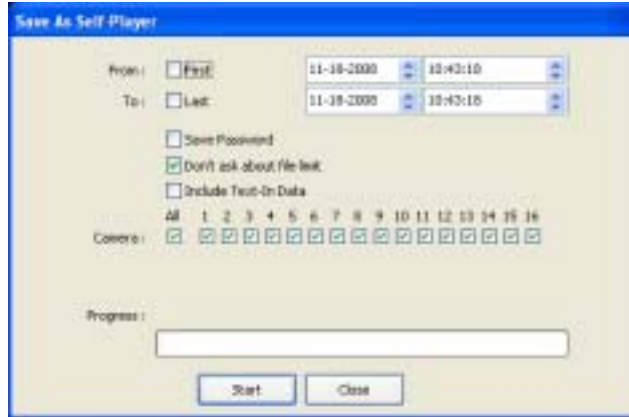 Save As Self-Player
From : First 11-18-2008 10:43:18
To : Last 11-18-2008 10:43:18
Save Password
Don't ask about file limit
Include Text-In Data
All 1 2 3 4 5 6 7 8 9 10 11 12 13 14 15 16
Camera :
Progress :
Start Close